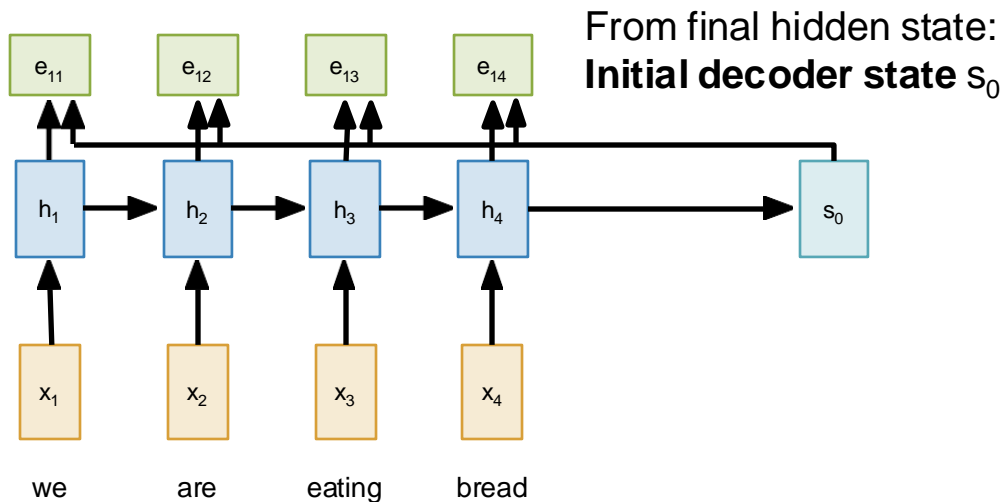 From final hidden state:
Initial decoder state s₀
e₁₁ e₁₂ e₁₃ e₁₄
h₁ h₂ h₃ h₄ s₀
x₁ x₂ x₃ x₄
we are eating bread